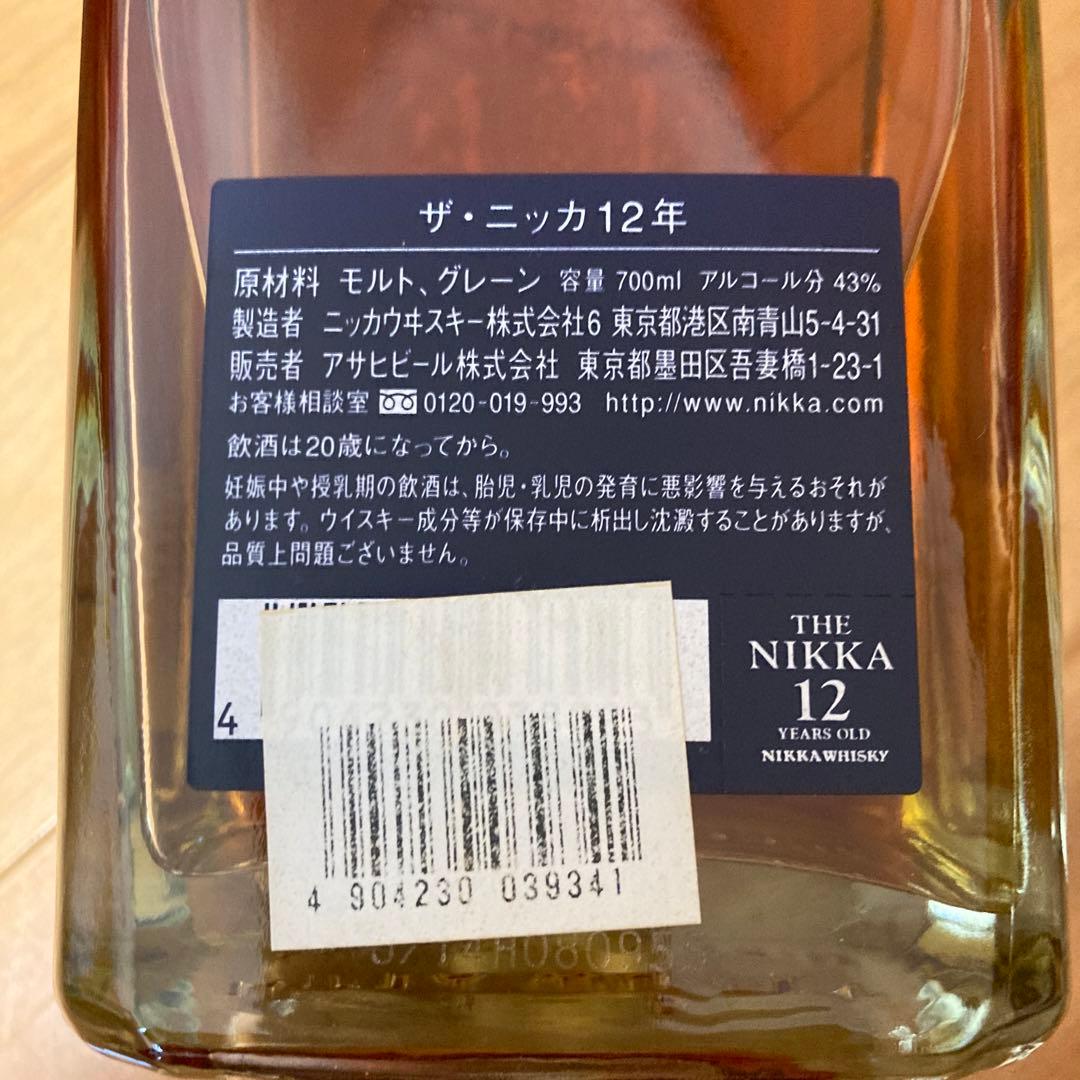 ザ・ニッカ12年
原材料 モルト、グレーン 容量 700ml アルコール分 43%
製造者 ニッカウヰスキー株式会社6 東京都港区南青山5-4-31
販売者 アサヒビール株式会社 東京都墨田区吾妻橋1-23-1
お客様相談室 0120-019-993 http://www.nikka.com
飲酒は20歳になってから。
妊娠中や授乳期の飲酒は、胎児・乳児の発育に悪影響を与えるおそれが
あります。ウイスキー成分等が保存中に析出し沈澱することがありますが、
品質上問題ございません。
4
THE
NIKKA
12
YEARS OLD
NIKKA WHISKY
4 904230 039341